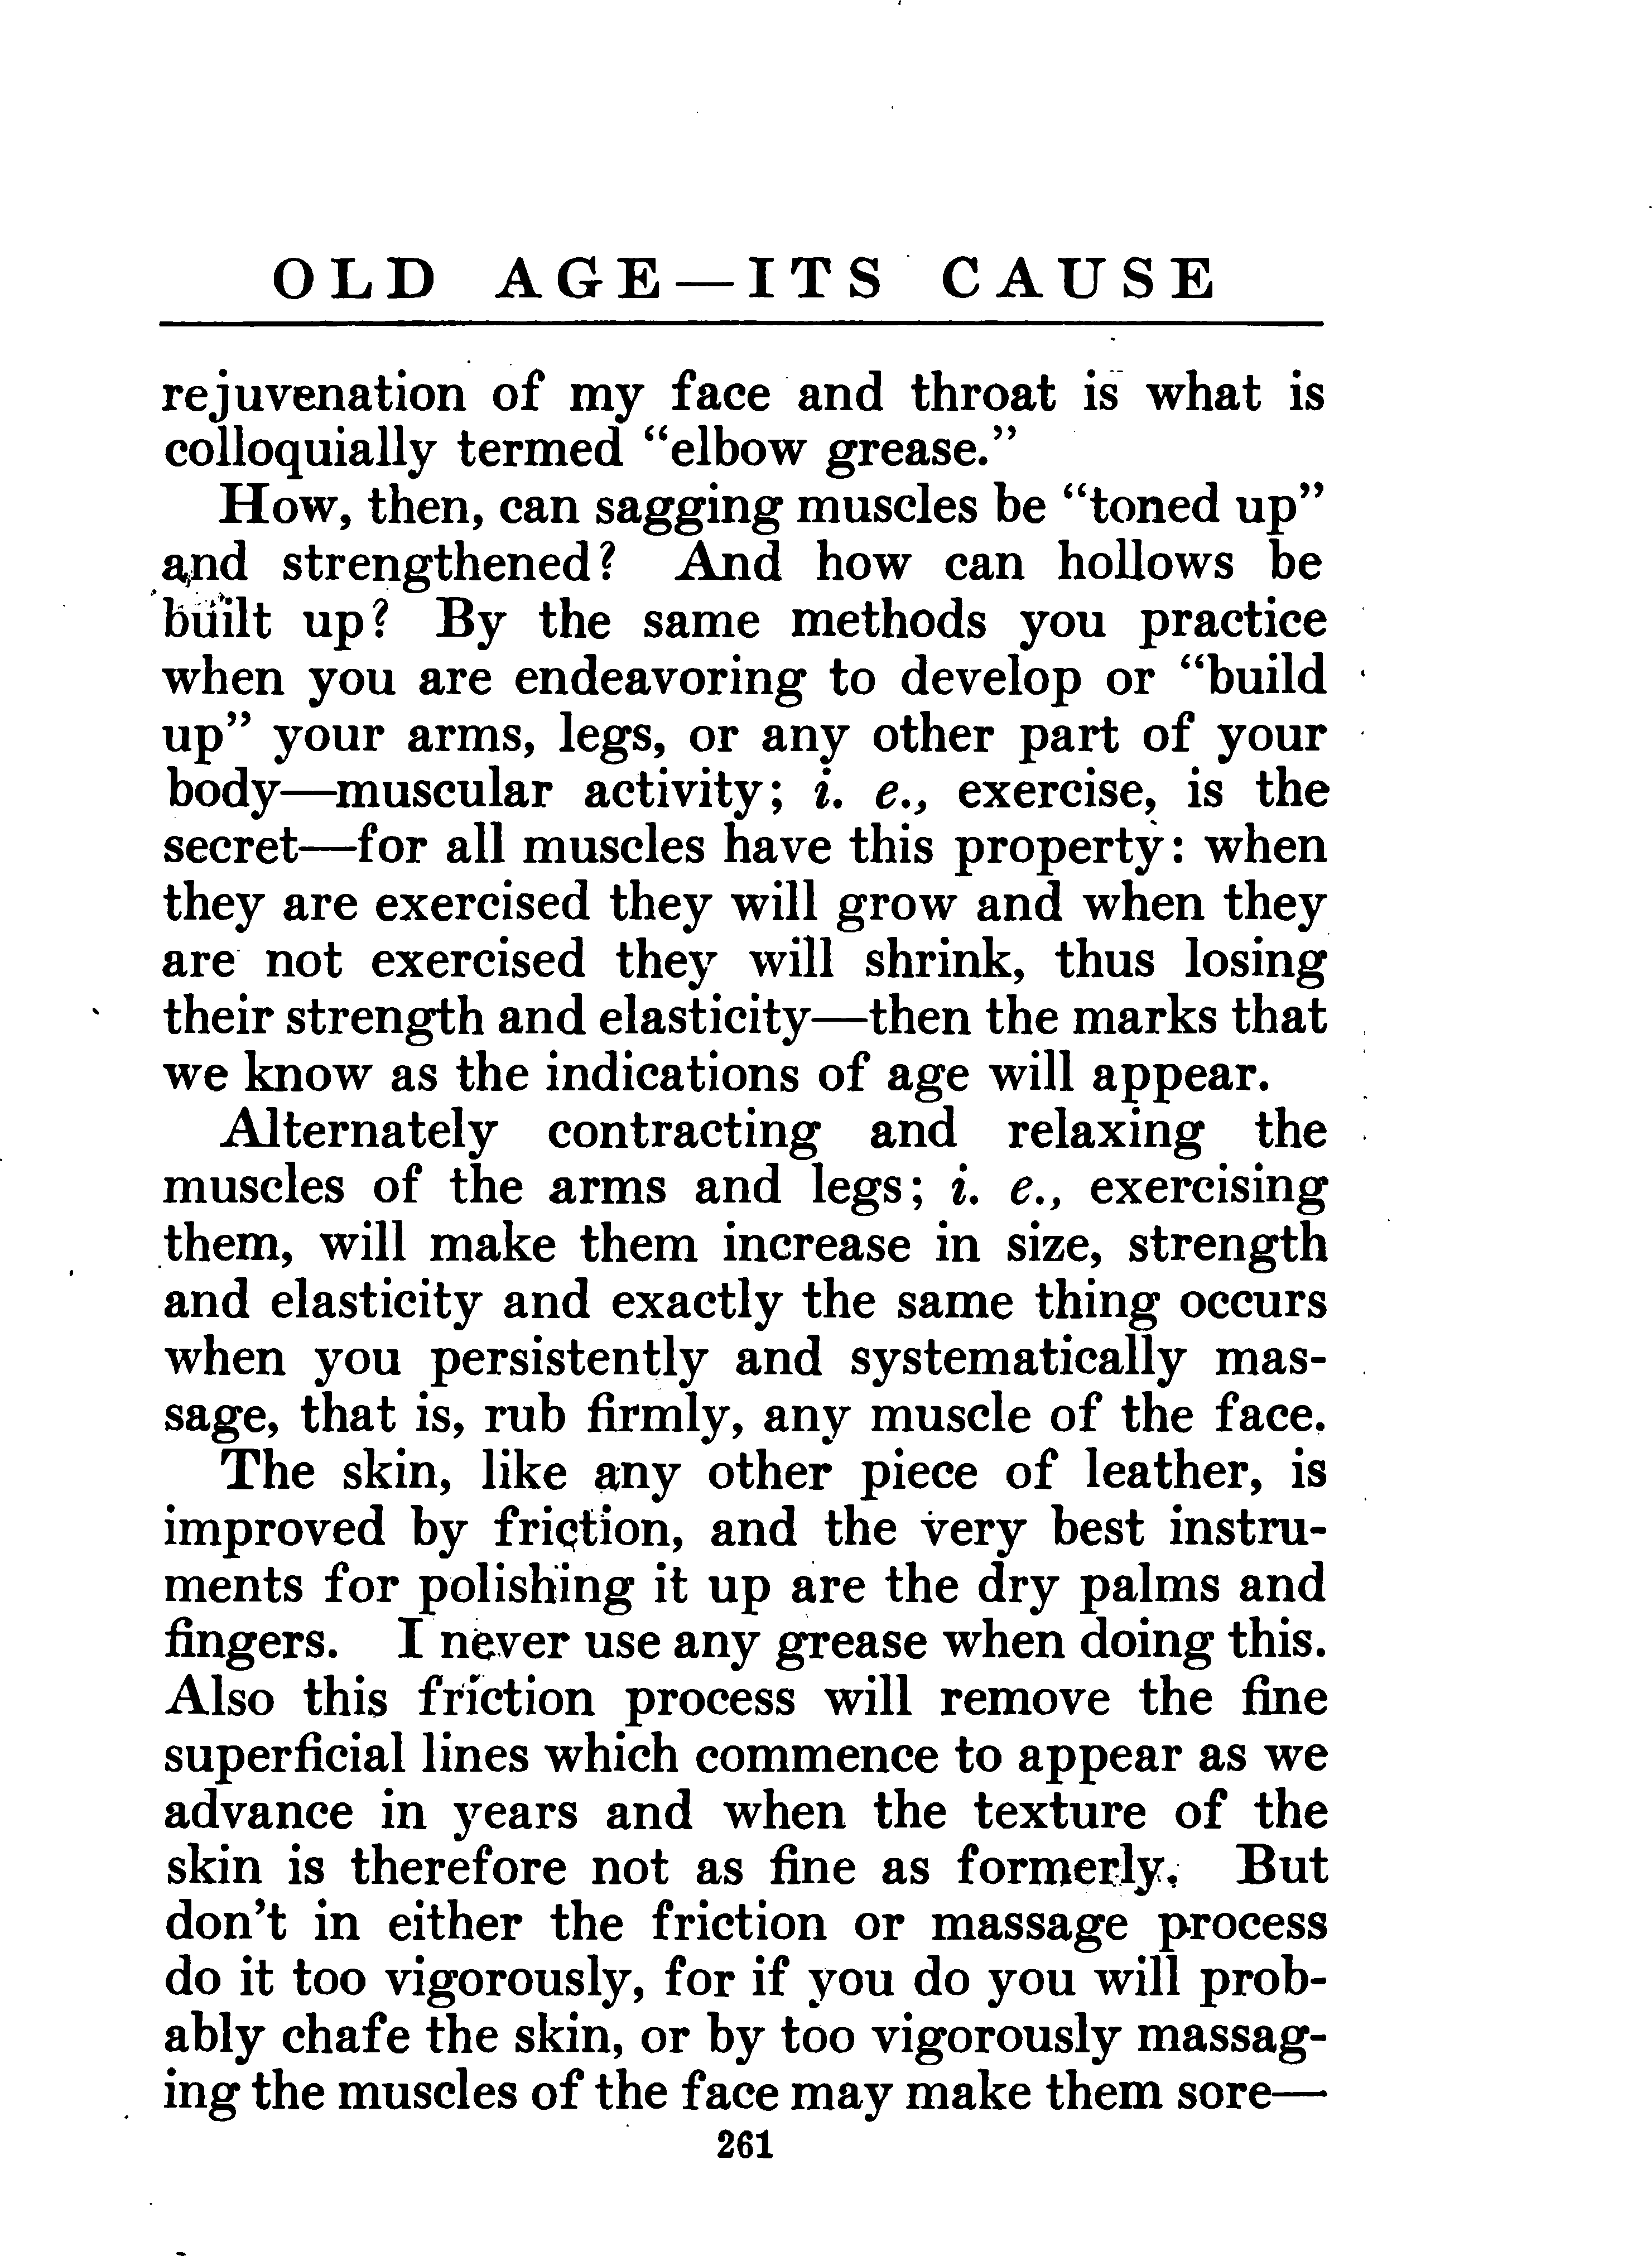 OLD AGE—ITS CAUSE
rejuvenation of my face and throat is what is
colloquially termed “elbow grease.”
How, then, can sagging muscles be “toned up”
and strengthened? And how can hollows be
built up? By the same methods you practice
when you are endeavoring to develop or “build
up” your arms, legs, or any other part of your
body—muscular activity; i. e., exercise, is the
secret—for all muscles have this property: when
they are exercised they will grow and when they
are not exercised they will shrink, thus losing
their strength and elasticity—then the marks that
we know as the indications of age will appear.
Alternately contracting and relaxing the
muscles of the arms and legs; i. e., exercising
them, will make them increase in size, strength
and elasticity and exactly the same thing occurs
when you persistently and systematically mas-
sage, that is, rub firmly, any muscle of the face.
The skin, like any other piece of leather, is
improved by friction, and the very best instru-
ments for polishing it up are the dry palms and
fingers. I never use any grease when doing this.
Also this friction process will remove the fine
superficial lines which commence to appear as we
advance in years and when the texture of the
skin is therefore not as fine as formerly. But
don’t in either the friction or massage process
do it too vigorously, for if you do you will prob-
ably chafe the skin, or by too vigorously massag-
ing the muscles of the face may make them sore—
261